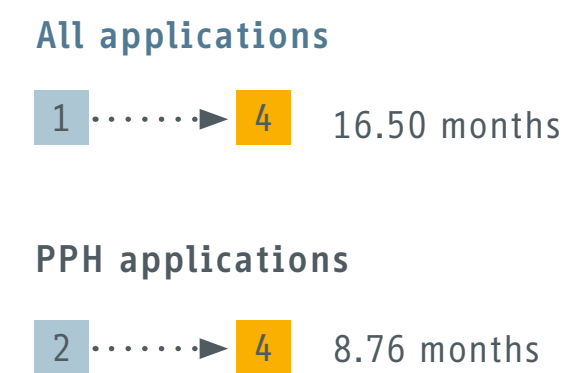 All applications
1 4 16.50 months
PPH applications
2 4 8.76 months